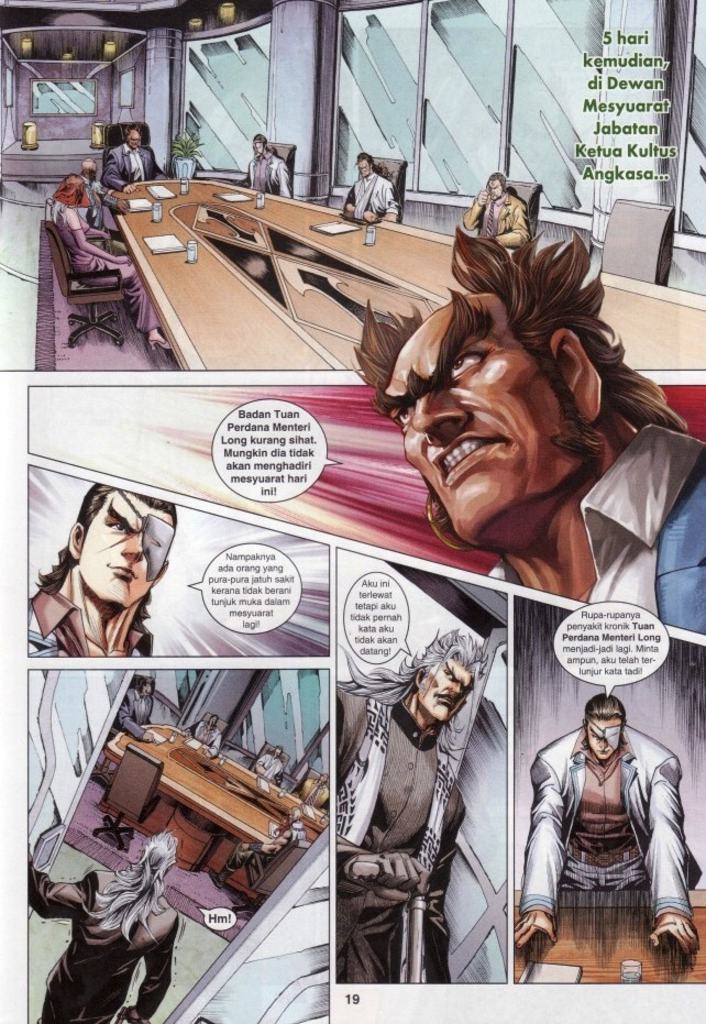 5 hari
kemudian,
di Dewan
Mesyuarat
Jabatan
Ketua Kultus
Angkasa...
Badan Tuan
Perdana Menteri
Long kurang sihat.
Mungkin dia tidak
akan menghadiri
mesyuarat hari
ini!
Nampaknya
ada orang yang
pura-pura jatuh sakit
kerana tidak berani
tunjuk muka dalam
mesyuarat
lagi!
Aku ini
terlewat
tetapi aku
tidak pernah
kata aku
tidak akan
datang!
Rupa-rupanya
penyakit kronik Tuan
Perdana Menteri Long
menjadi-jadi lagi. Minta
ampun, aku telah ter-
lunjur kata tadi!
Hm!
19